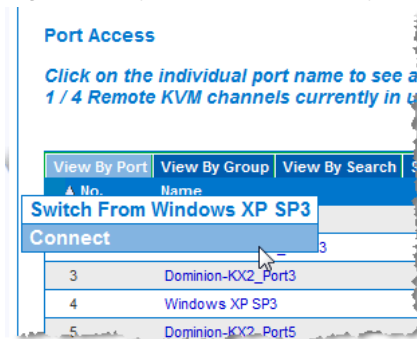 Port Access
Click on the individual port name to see
1 / 4 Remote KVM channels currently in
View By Port View By Group View By Search
▲ No. Name
Switch From Windows XP SP3
Connect
3
3 Dominion-KX2_Port3
4 Windows XP SP3
5 Dominion-KX2_Port5